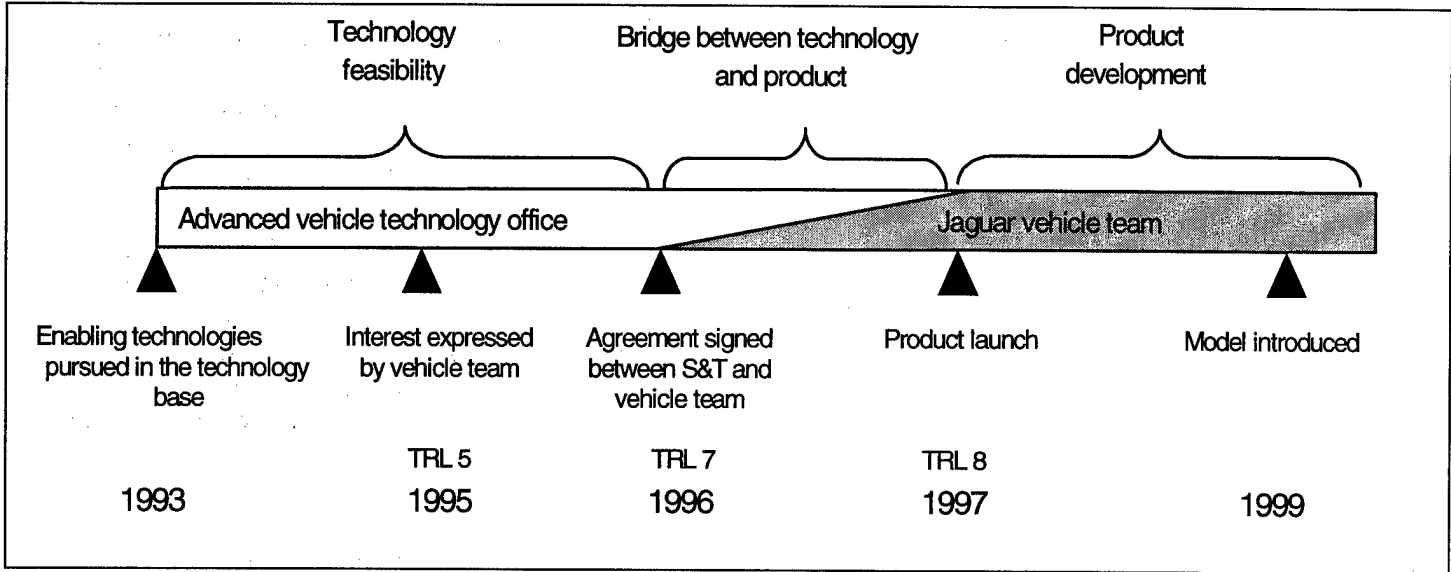 Technology
feasibility
Bridge between technology
and product
Product
development
Advanced vehicle technology office
Jaguar vehicle team
Enabling technologies
pursued in the technology
base
Interest expressed
by vehicle team
Agreement signed
between S&T and
vehicle team
Product launch
Model introduced
TRL 5
TRL 7
TRL 8
1993
1995
1996
1997
1999